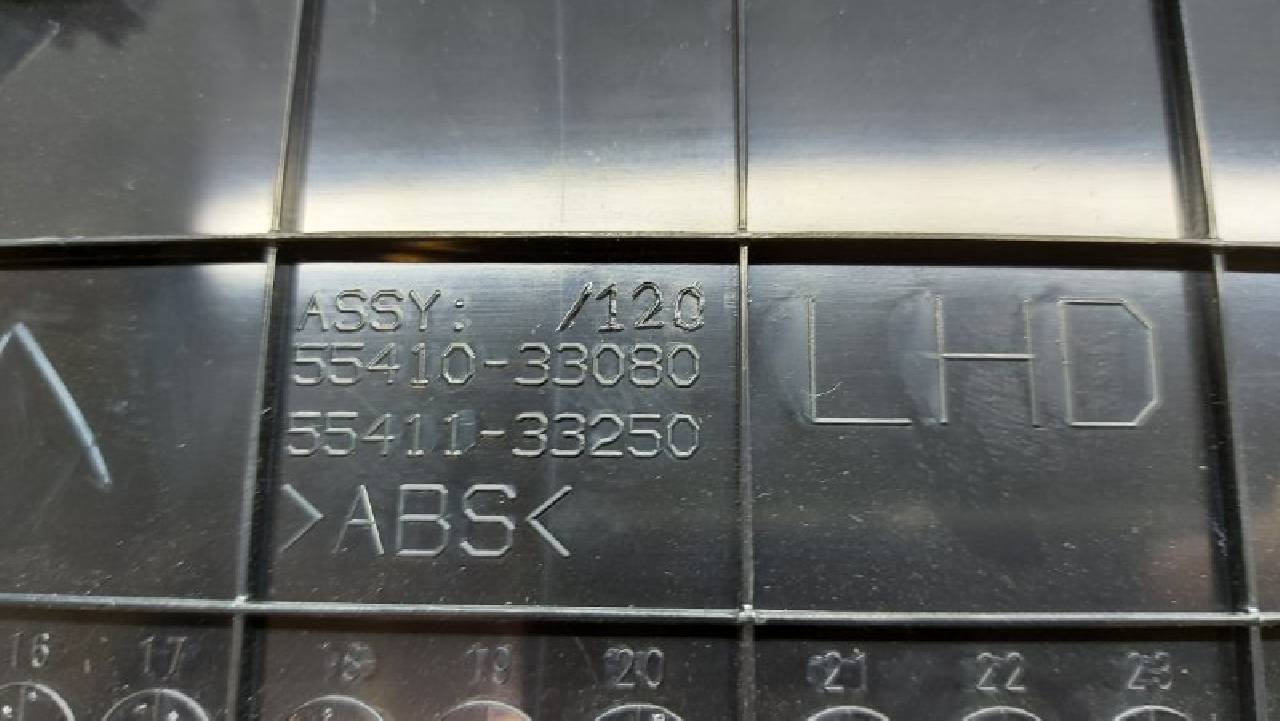 ASSY: /120
55410-33080
55411-33250
>ABS<
LHD
16 17 18 19 20 21 22 23